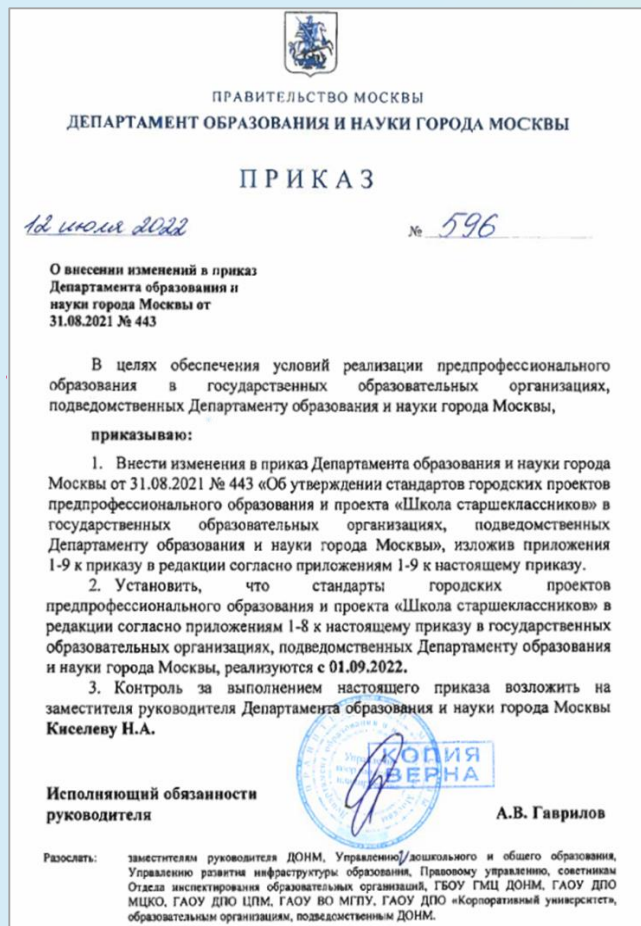 ПРАВИТЕЛЬСТВО МОСКВЫ
ДЕПАРТАМЕНТ ОБРАЗОВАНИЯ И НАУКИ ГОРОДА МОСКВЫ
ПРИКАЗ
12 июля 2022 № 596
О внесении изменений в приказ
Департамента образования и
науки города Москвы от
31.08.2021 № 443
В целях обеспечения условий реализации предпрофессионального
образования в государственных образовательных организациях,
подведомственных Департаменту образования и науки города Москвы,
приказываю:
1. Внести изменения в приказ Департамента образования и науки города
Москвы от 31.08.2021 № 443 «Об утверждении стандартов городских проектов
предпрофессионального образования и проекта «Школа старшеклассников» в
государственных образовательных организациях, подведомственных
Департаменту образования и науки города Москвы», изложив приложения
1-9 к приказу в редакции согласно приложениям 1-9 к настоящему приказу.
2. Установить, что стандарты городских проектов
предпрофессионального образования и проекта «Школа старшеклассников» в
редакции согласно приложениям 1-8 к настоящему приказу в государственных
образовательных организациях, подведомственных Департаменту образования
и науки города Москвы, реализуются с 01.09.2022.
3. Контроль за выполнением настоящего приказа возложить на
заместителя руководителя Департамента образования и науки города Москвы
Киселеву Н.А.
КОПИЯ
ВЕРНА
Исполняющий обязанности
руководителя А.В. Гаврилов
Разослать: заместителям руководителя ДОНМ, Управлению дошкольного и общего образования,
Управлению развития инфраструктуры образования, Правовому управлению, советникам
Отдела инспектирования образовательных организаций, ГБОУ ГМЦ ДОНМ, ГАОУ ДПО
МЦКО, ГАОУ ДПО ЦПМ, ГАОУ ВО МГПУ, ГАОУ ДПО «Корпоративный университет»,
образовательным организациям, подведомственным ДОНМ.